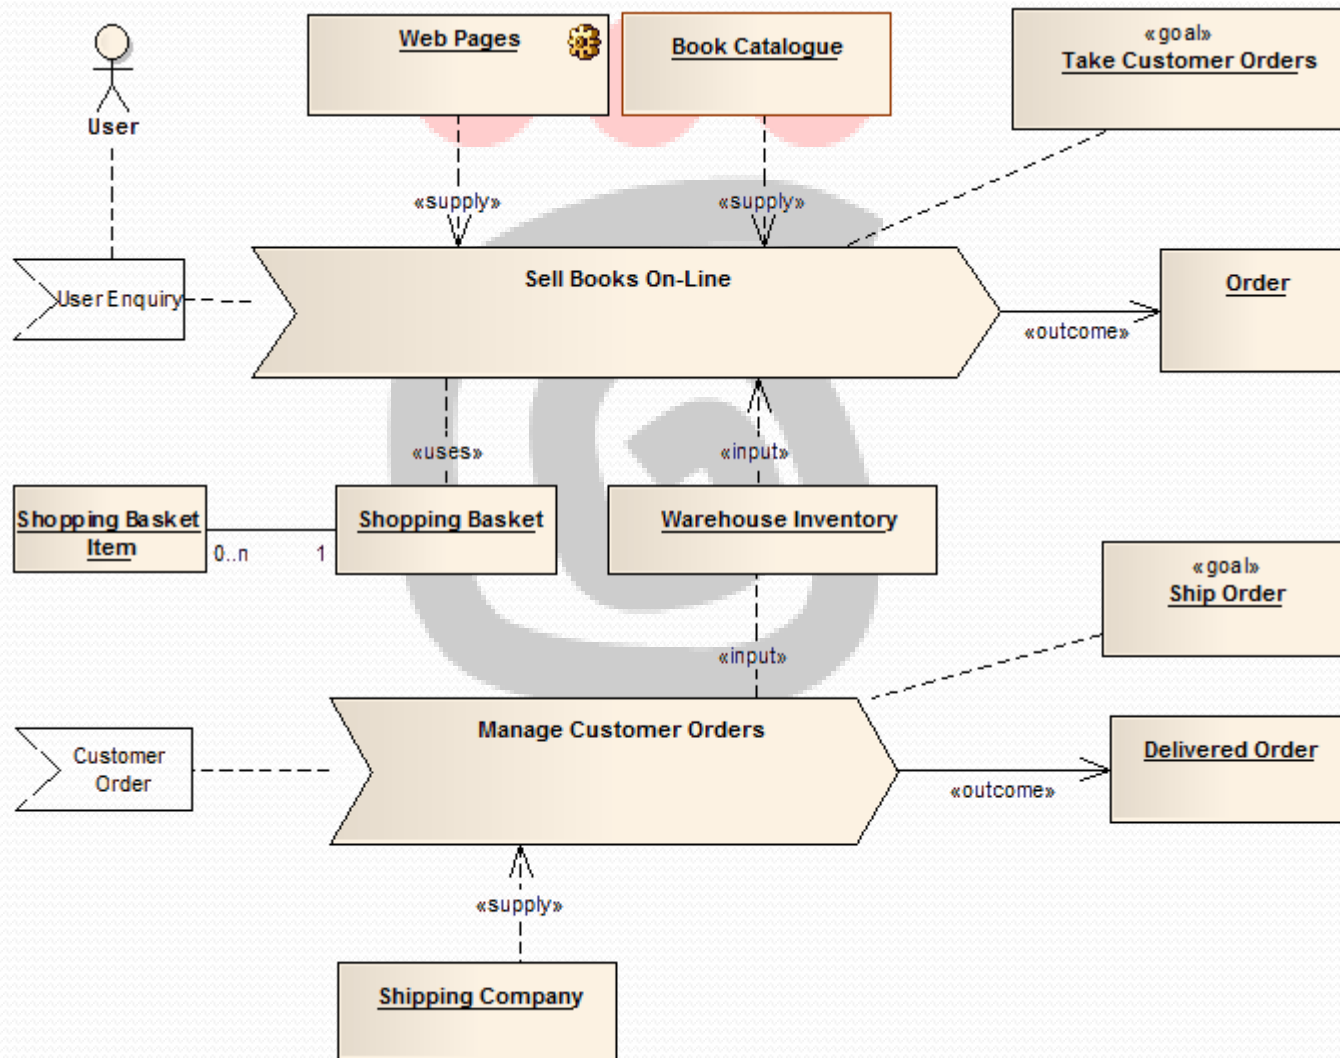 Web Pages
Book Catalogue
«goal»
Take Customer Orders
User
«supply»
«supply»
User Enquiry
Sell Books On-Line
Order
«outcome»
«uses»
«input»
Shopping Basket
Item
0..n
1
Shopping Basket
Warehouse Inventory
«goal»
Ship Order
«input»
Customer
Order
Manage Customer Orders
Delivered Order
«outcome»
«supply»
Shipping Company